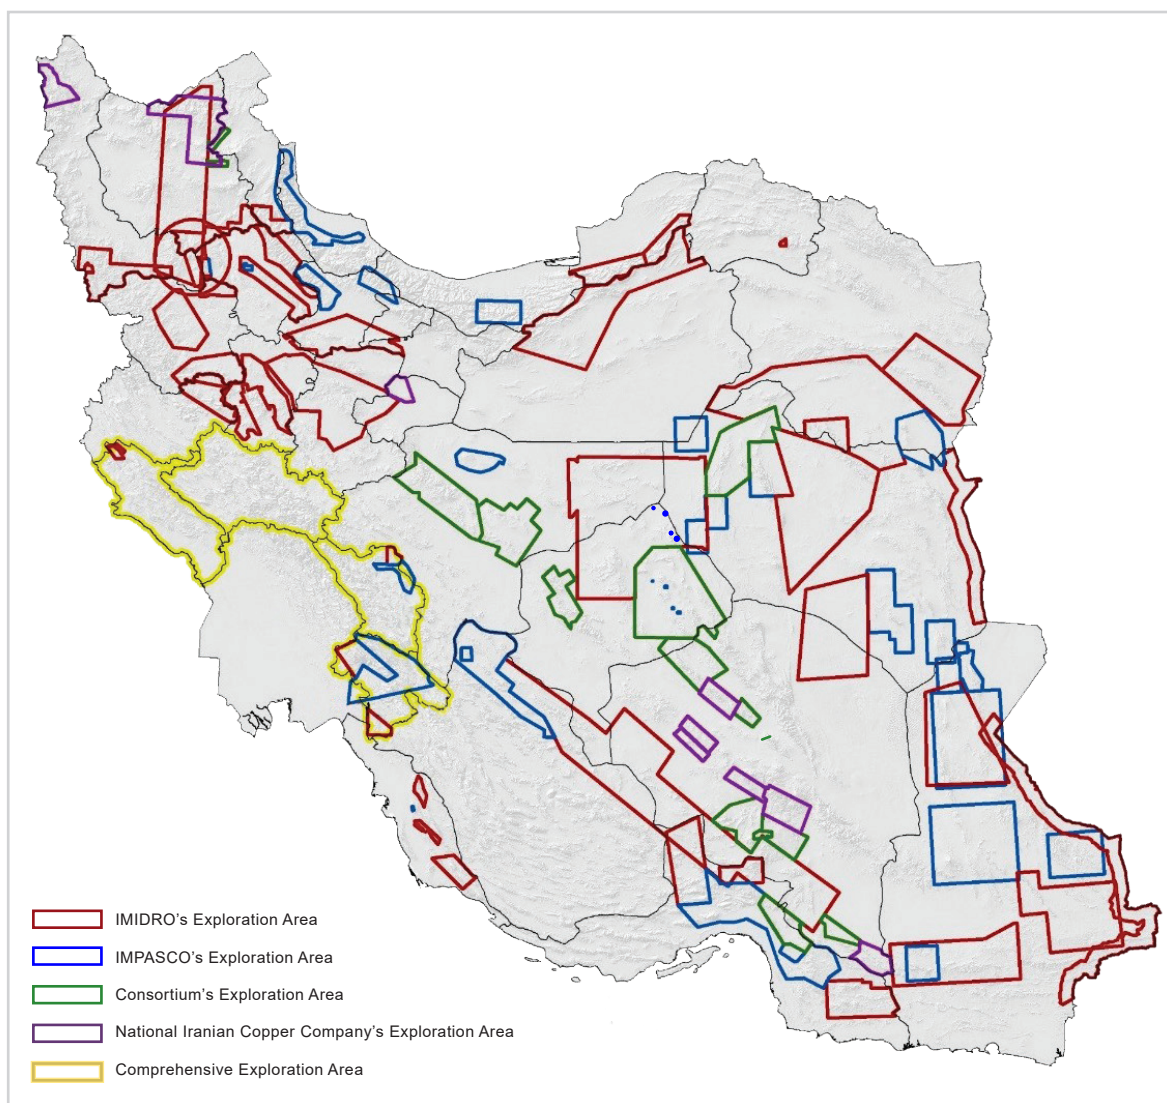 IMIDRO's Exploration Area
IMPASCO's Exploration Area
Consortium's Exploration Area
National Iranian Copper Company's Exploration Area
Comprehensive Exploration Area